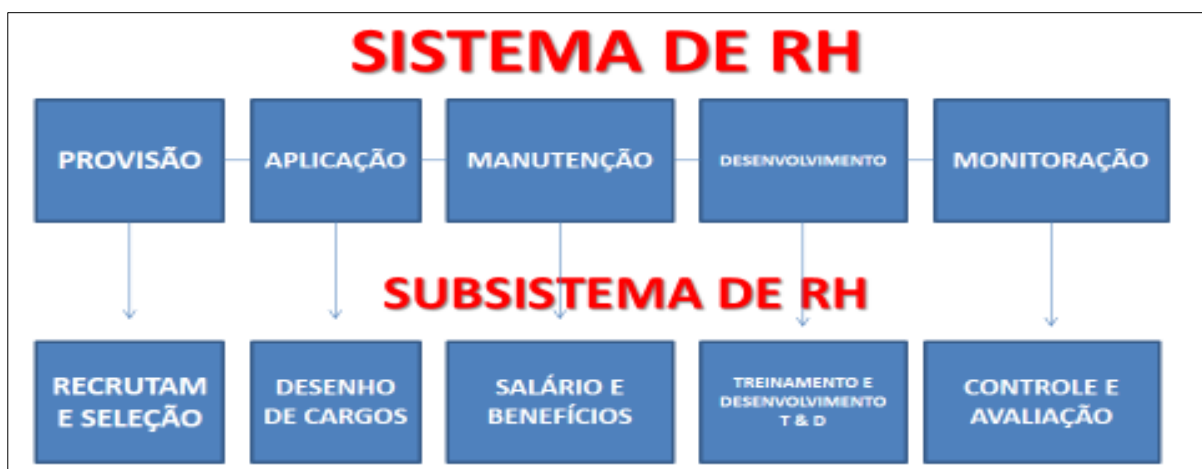 SISTEMA DE RH
PROVISÃO
APLICAÇÃO
MANUTENÇÃO
DESENVOLVIMENTO
MONITORAÇÃO
SUBSISTEMA DE RH
RECRUTAM
E SELEÇÃO
DESENHO
DE CARGOS
SALÁRIO E
BENEFÍCIOS
TREINAMENTO E
DESENVOLVIMENTO
T & D
CONTROLE E
AVALIAÇÃO